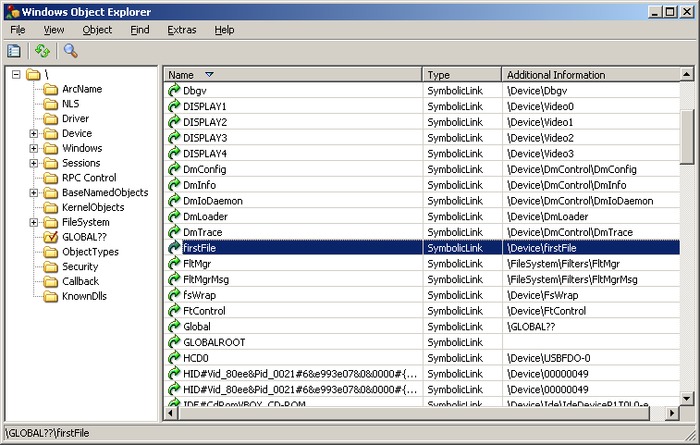 Windows Object Explorer
File View Object Find Extras Help
\
ArcName
NLS
Driver
Device
Windows
Sessions
RPC Control
BaseNamedObjects
KernelObjects
FileSystem
GLOBAL??
ObjectTypes
Security
Callback
KnownDlls
Name Type Additional Information
Dbgv SymbolicLink \Device\Dbgv
DISPLAY1 SymbolicLink \Device\Video0
DISPLAY2 SymbolicLink \Device\Video1
DISPLAY3 SymbolicLink \Device\Video2
DISPLAY4 SymbolicLink \Device\Video3
DmConfig SymbolicLink \Device\DmControl\DmConfig
DmInfo SymbolicLink \Device\DmControl\DmInfo
DmIoDaemon SymbolicLink \Device\DmControl\DmIoDaemon
DmLoader SymbolicLink \Device\DmLoader
DmTrace SymbolicLink \Device\DmControl\DmTrace
firstFile SymbolicLink \Device\firstFile
FltMgr SymbolicLink \FileSystem\Filters\FltMgr
FltMgrMsg SymbolicLink \FileSystem\Filters\FltMgrMsg
fsWrap SymbolicLink \Device\FsWrap
FtControl SymbolicLink \Device\FtControl
Global SymbolicLink \GLOBAL??
GLOBALROOT SymbolicLink
HCD0 SymbolicLink \Device\USBFDO-0
HID#Vid_80ee&Pid_0021#6&e993e07&0&0000#{... SymbolicLink \Device\00000049
HID#Vid_80ee&Pid_0021#6&e993e07&0&0000#{... SymbolicLink \Device\00000049
IDE#CdRomVBOX_CD-ROM SymbolicLink \Device\Ide\IdeDeviceP1T0L0-e
\GLOBAL??\firstFile